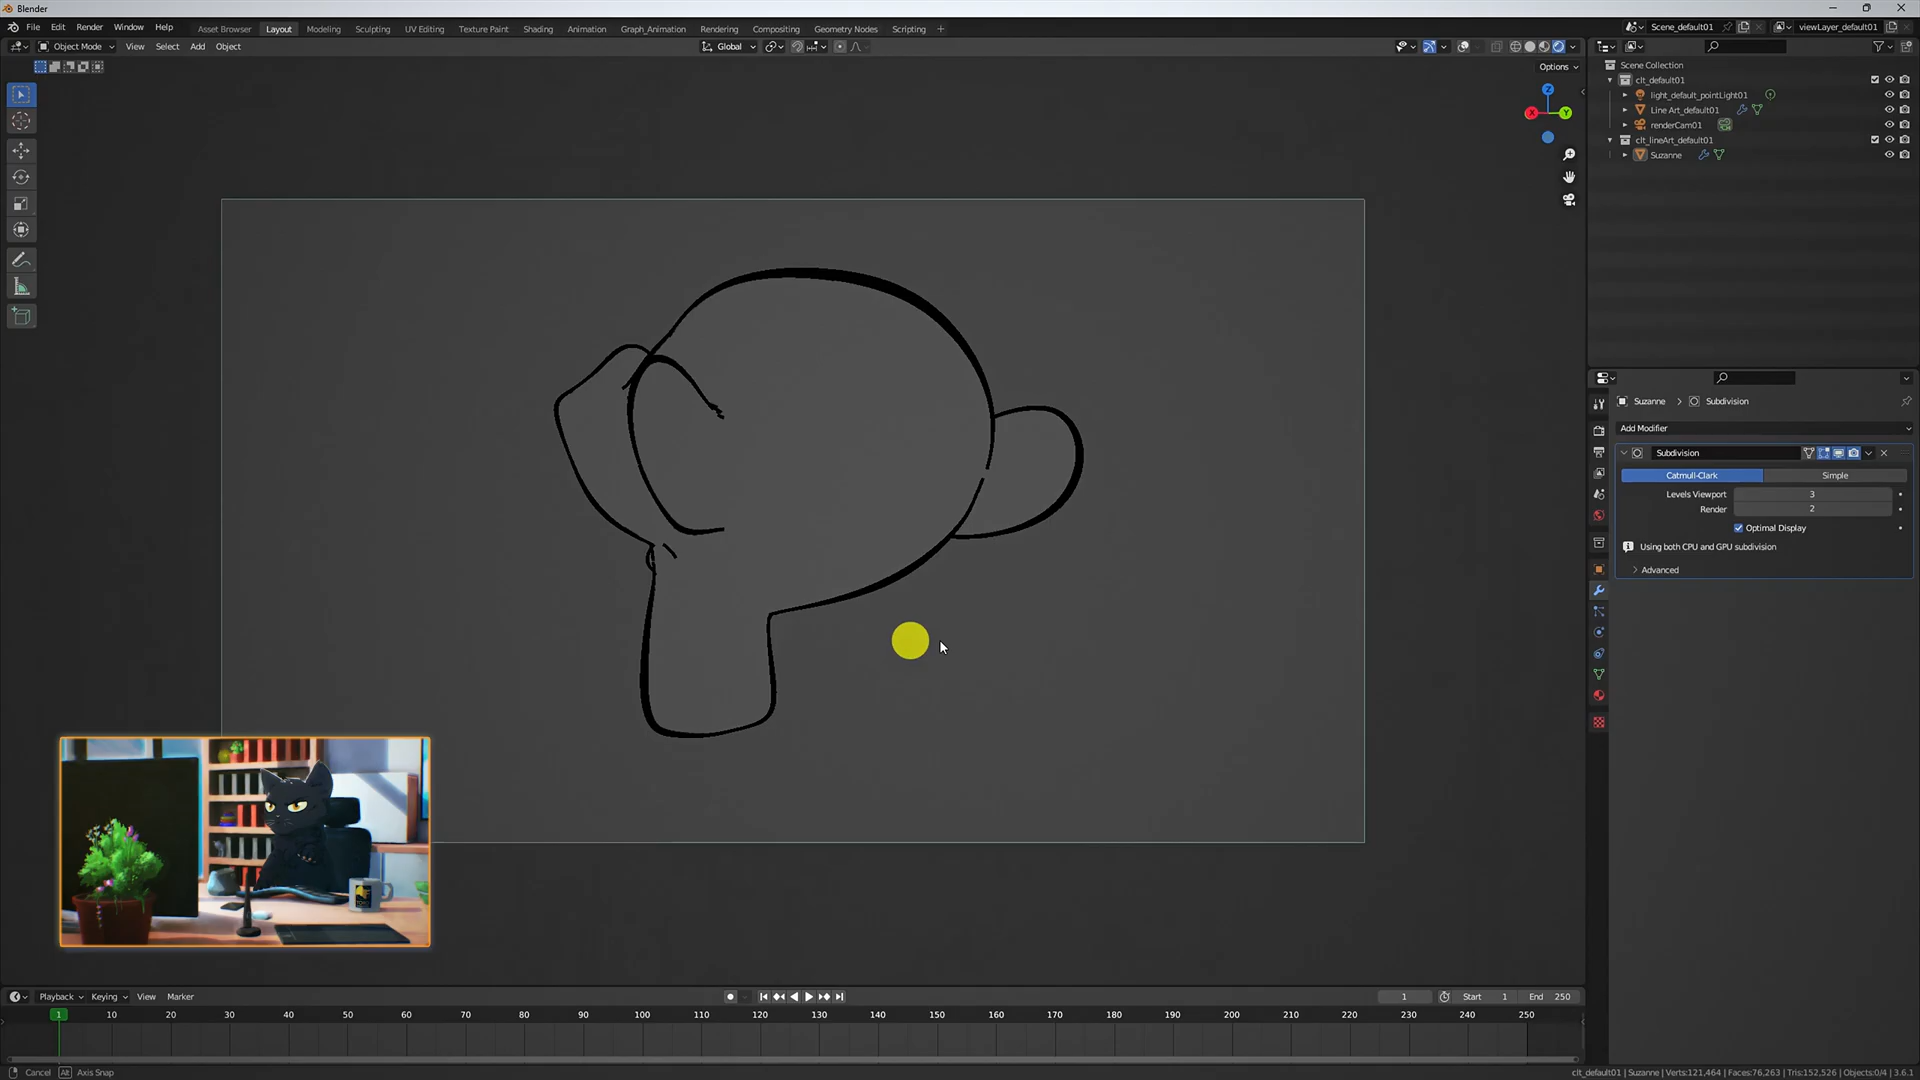 Blender
File Edit Render Window Help
Asset Browser Layout Modeling Sculpting UV Editing Texture Paint Shading Animation Graph_Animation Rendering Compositing Geometry Nodes Scripting +
Scene_default01 viewLayer_default01
Object Mode View Select Add Object
Global
Options
Z
X
Y
Scene Collection
clt_default01
light_default_pointLight01
Line Art_default01
renderCam01
clt_lineArt_default01
Suzanne
Suzanne > Subdivision
Add Modifier
Subdivision
Catmull-Clark Simple
Levels Viewport 3
Render 2
Optimal Display
Using both CPU and GPU subdivision
Advanced
Playback Keying View Marker
1 Start 1 End 250
1 10 20 30 40 50 60 70 80 90 100 110 120 130 140 150 160 170 180 190 200 210 220 230 240 250
Cancel Alt Axis Snap
clt_default01 | Suzanne | Verts:121,464 | Faces:76,263 | Tris:152,526 | Objects:0/4 | 3.6.1